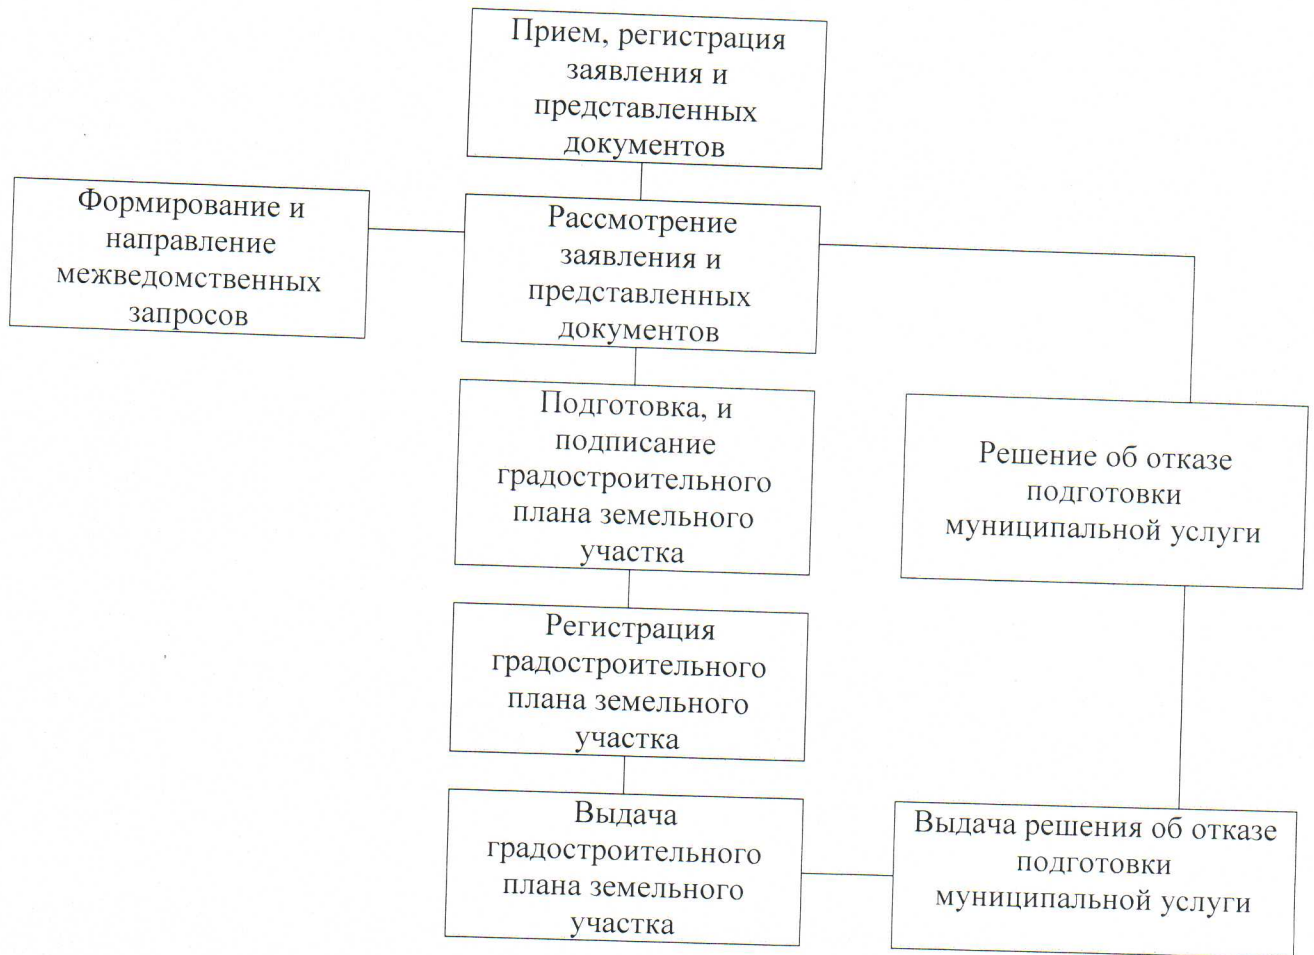 Прием, регистрация
заявления и
представленных
документов
Формирование и
направление
межведомственных
запросов
Рассмотрение
заявления и
представленных
документов
Подготовка, и
подписание
градостроительного
плана земельного
участка
Решение об отказе
подготовки
муниципальной услуги
Регистрация
градостроительного
плана земельного
участка
Выдача
градостроительного
плана земельного
участка
Выдача решения об отказе
подготовки
муниципальной услуги